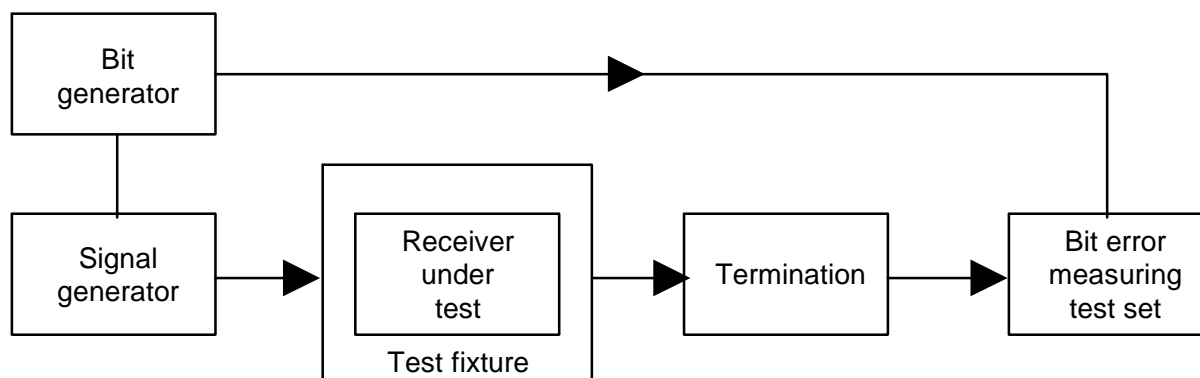 Bit
generator
Signal
generator
Receiver
under
test
Test fixture
Termination
Bit error
measuring
test set